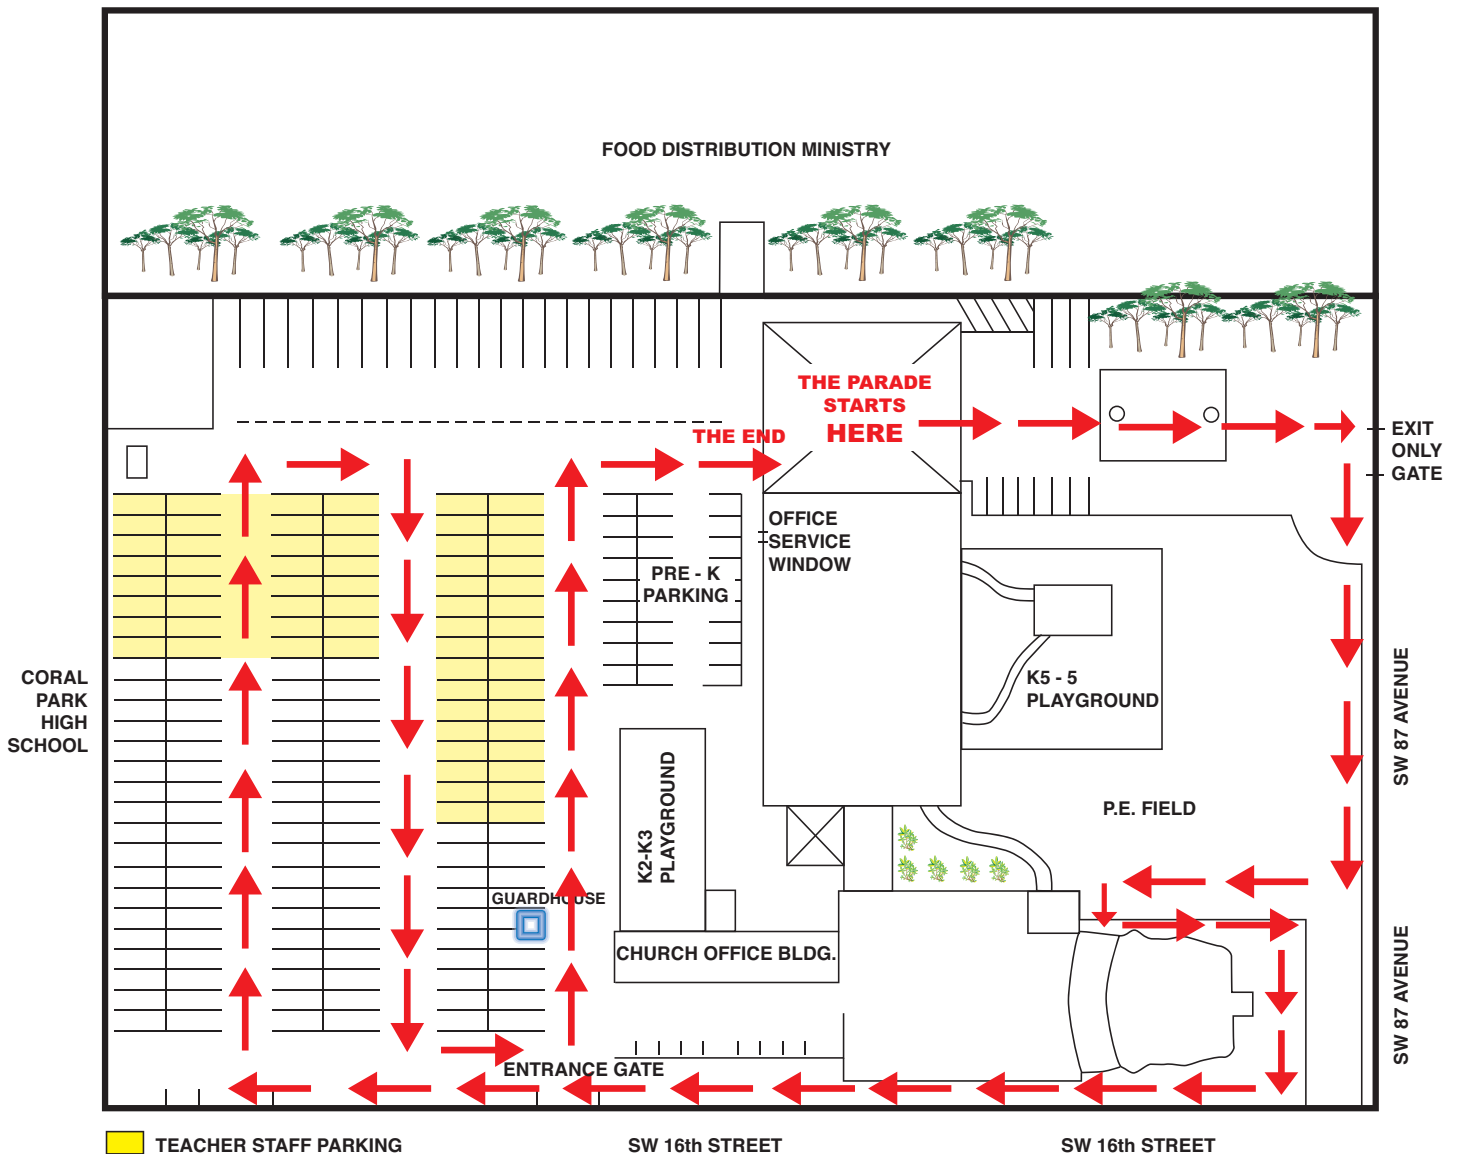 FOOD DISTRIBUTION MINISTRY
THE PARADE
STARTS
HERE
THE END
EXIT
ONLY
GATE
OFFICE
SERVICE
WINDOW
PRE - K
PARKING
CORAL
PARK
HIGH
SCHOOL
K5 - 5
PLAYGROUND
SW 87 AVENUE
K2-K3
PLAYGROUND
P.E. FIELD
GUARDHOUSE
CHURCH OFFICE BLDG.
SW 87 AVENUE
ENTRANCE GATE
TEACHER STAFF PARKING
SW 16th STREET
SW 16th STREET